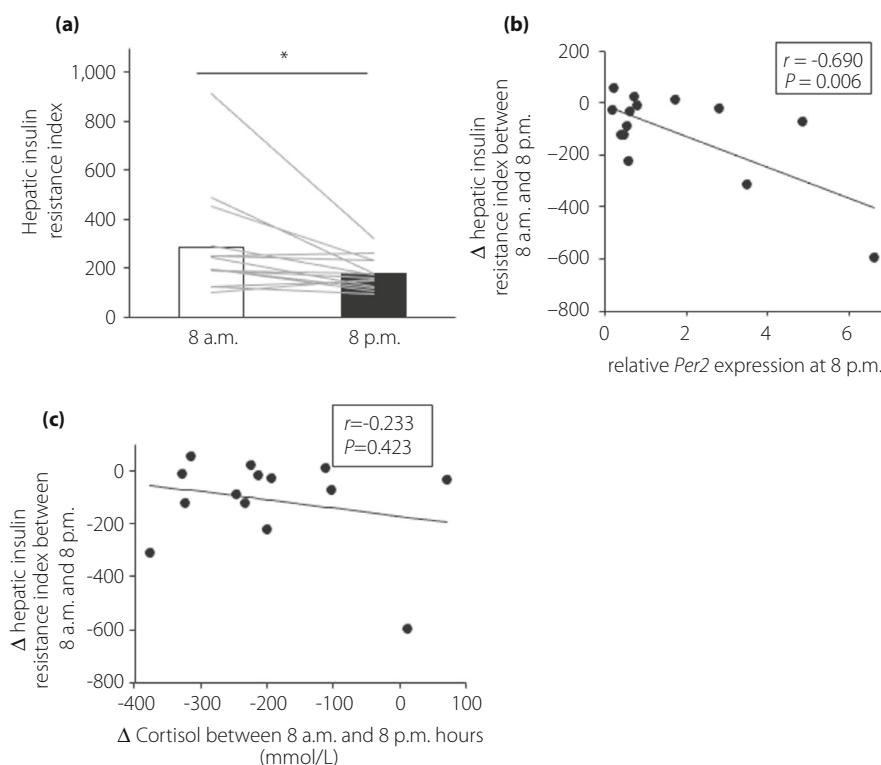 (a)
*
1,000
800
600
400
200
0
Hepatic insulin
resistance index
8 a.m.
8 p.m.
(b)
r = -0.690
P = 0.006
200
0
−200
−400
−600
−800
Δ hepatic insulin
resistance index between
8 a.m. and 8 p.m.
0
2
4
6
relative Per2 expression at 8 p.m.
(c)
r=-0.233
P=0.423
-0
-200
-400
-600
-800
Δ hepatic insulin
resistance index between
8 a.m. and 8 p.m.
-400
-300
-200
-100
0
100
Δ Cortisol between 8 a.m. and 8 p.m. hours
(mmol/L)